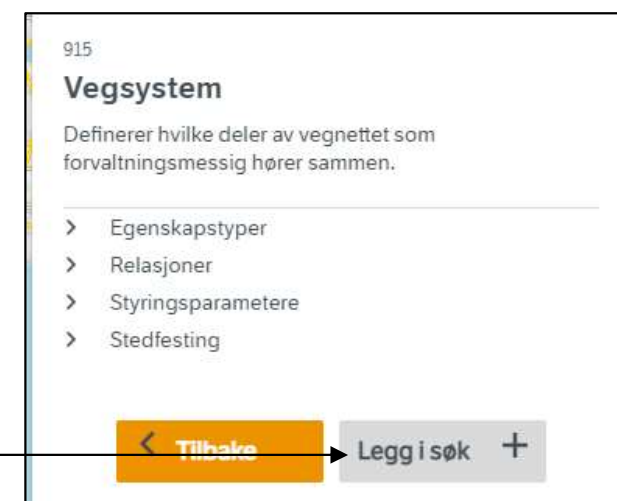 915
Vegsystem
Definerer hvilke deler av vegnettet som
forvaltningsmessig hører sammen.
Egenskapstyper
Relasjoner
Styringsparametere
Stedfesting
Tilbake Legg i søk +